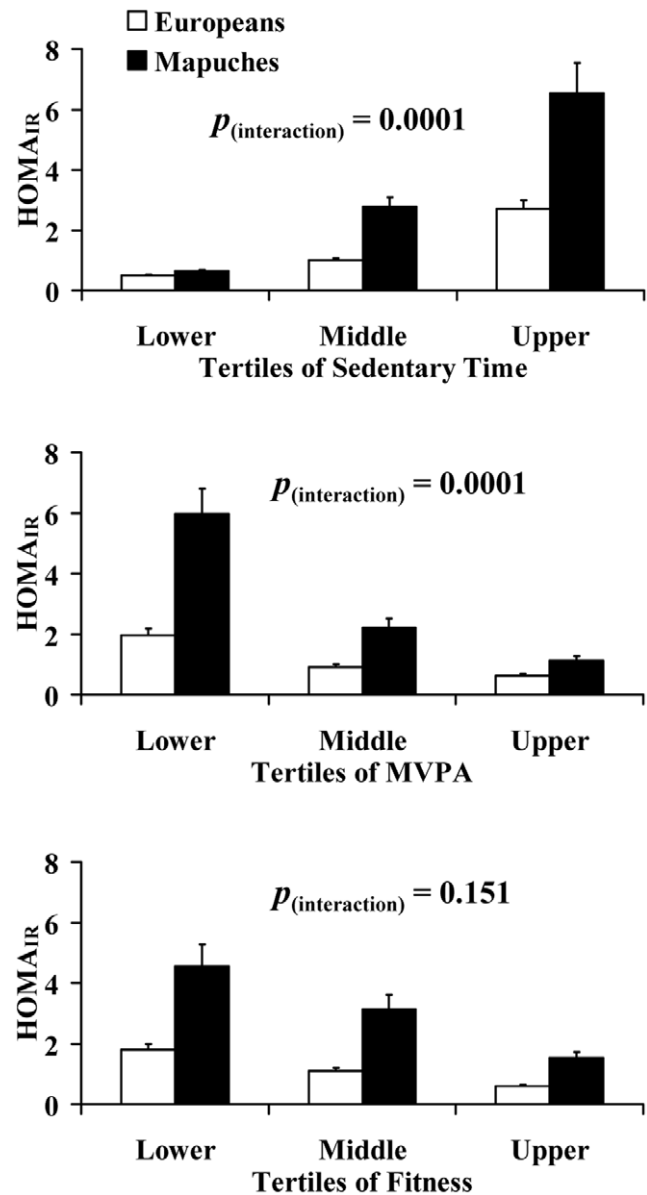 Europeans
Mapuches
8
6
4
2
0
HOMAIR
p(interaction) = 0.0001
Lower Middle Upper
Tertiles of Sedentary Time
8
6
4
2
0
HOMAIR
p(interaction) = 0.0001
Lower Middle Upper
Tertiles of MVPA
8
6
4
2
0
HOMAIR
p(interaction) = 0.151
Lower Middle Upper
Tertiles of Fitness